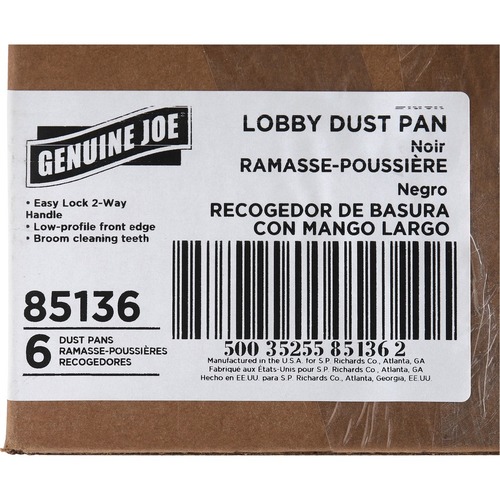 GENUINE JOE
• Easy Lock 2-Way
Handle
• Low-profile front edge
• Broom cleaning teeth
LOBBY DUST PAN
Noir
RAMASSE-POUSSIÈRE
Negro
RECOGEDOR DE BASURA
CON MANGO LARGO
85136
6 DUST PANS
RAMASSE-POUSSIÈRES
RECOGEDORES
500 35255 85136 2
Manufactured in the U.S.A. for S.P. Richards Co., Atlanta, GA
Fabriqué aux États-Unis pour S.P. Richards Co., Atlanta, GA
Hecho en EE.UU. para S.P. Richards Co., Atlanta, Georgia, EE.UU.